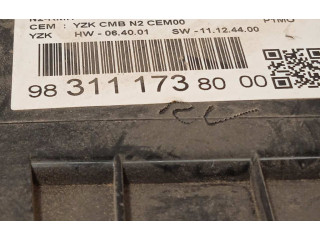 CEM : YZK CMB N2 CEM00
YZK HW - 06.40.01 SW - 11.12.44.00
98 311 173 80 00